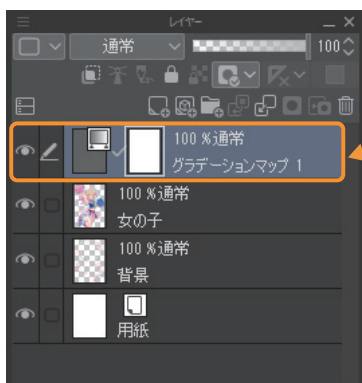 レイヤー
通常 100
100 %通常
グラデーションマップ 1
100 %通常
女の子
100 %通常
背景
用紙